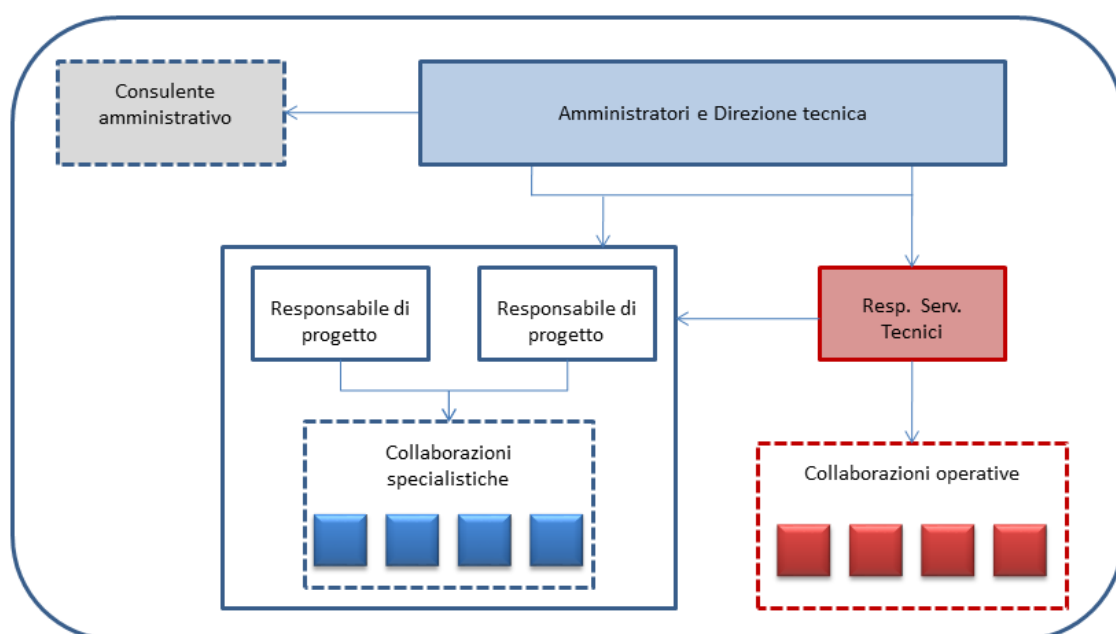 Consulente
amministrativo
Amministratori e Direzione tecnica
Responsabile di
progetto
Responsabile di
progetto
Resp. Serv.
Tecnici
Collaborazioni
specialistiche
Collaborazioni operative